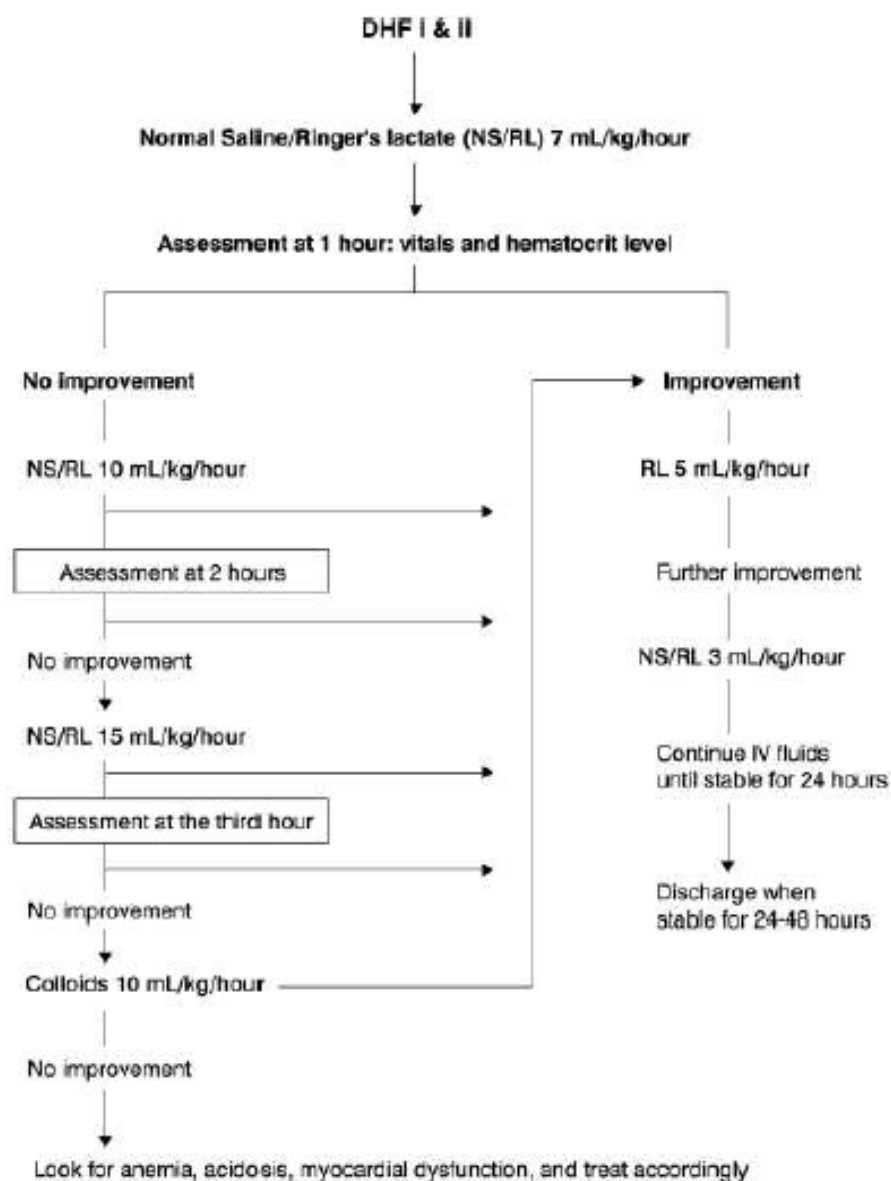 DHF I & II
Normal Saline/Ringer's lactate (NS/RL) 7 mL/kg/hour
Assessment at 1 hour: vitals and hematocrit level
No improvement
NS/RL 10 mL/kg/hour
Assessment at 2 hours
No improvement
NS/RL 15 mL/kg/hour
Assessment at the third hour
No improvement
Colloids 10 mL/kg/hour
No improvement
Look for anemia, acidosis, myocardial dysfunction, and treat accordingly
Improvement
RL 5 mL/kg/hour
Further improvement
NS/RL 3 mL/kg/hour
Continue IV fluids
until stable for 24 hours
Discharge when
stable for 24-48 hours